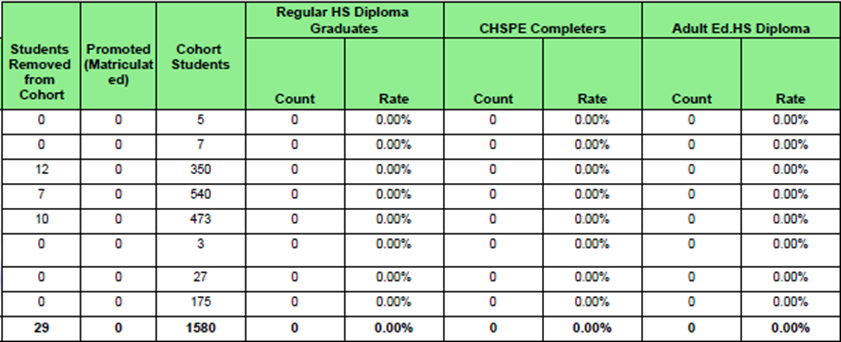 Regular HS Diploma Graduates CHSPE Completers Adult Ed.HS Diploma
Students Removed from Cohort Promoted (Matriculat ed) Cohort Students Count Rate Count Rate Count Rate
0 0 5 0 0.00% 0 0.00% 0 0.00%
0 0 7 0 0.00% 0 0.00% 0 0.00%
12 0 350 0 0.00% 0 0.00% 0 0.00%
7 0 540 0 0.00% 0 0.00% 0 0.00%
10 0 473 0 0.00% 0 0.00% 0 0.00%
0 0 3 0 0.00% 0 0.00% 0 0.00%
0 0 27 0 0.00% 0 0.00% 0 0.00%
0 0 175 0 0.00% 0 0.00% 0 0.00%
29 0 1580 0 0.00% 0 0.00% 0 0.00%